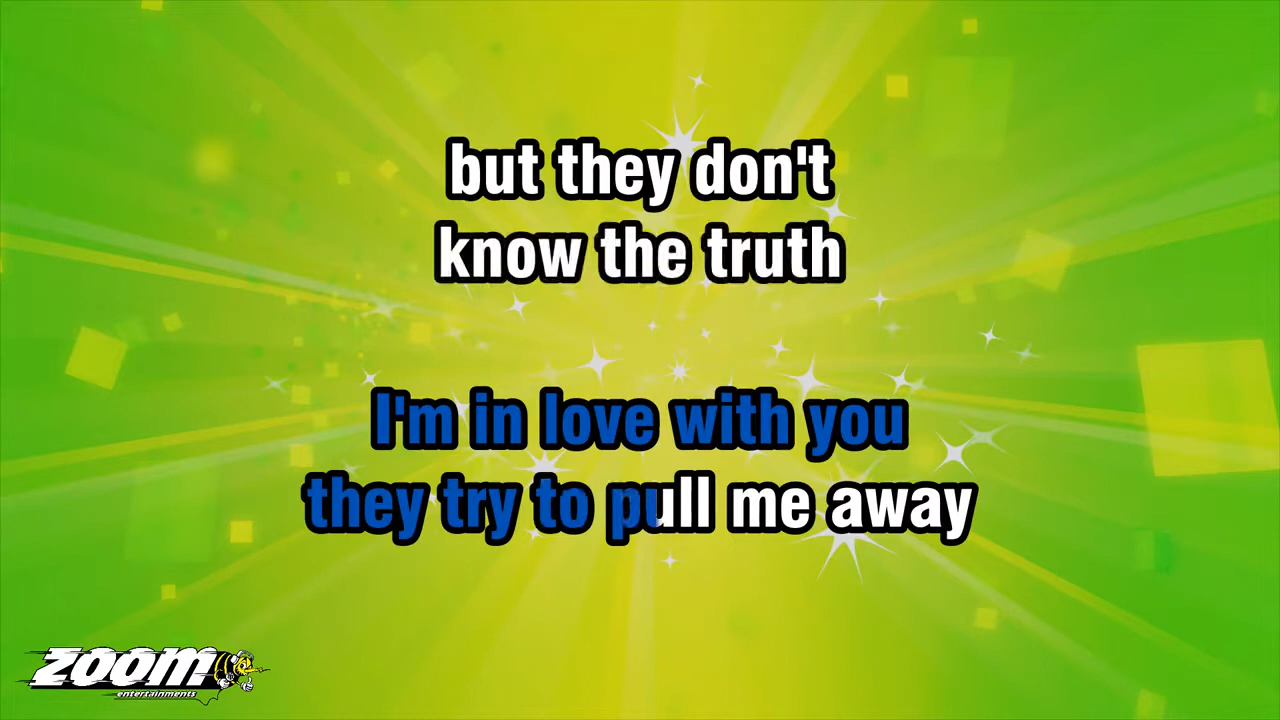 but they don't
know the truth
I'm in love with you
they try to pull me away
ZOOM
entertainments